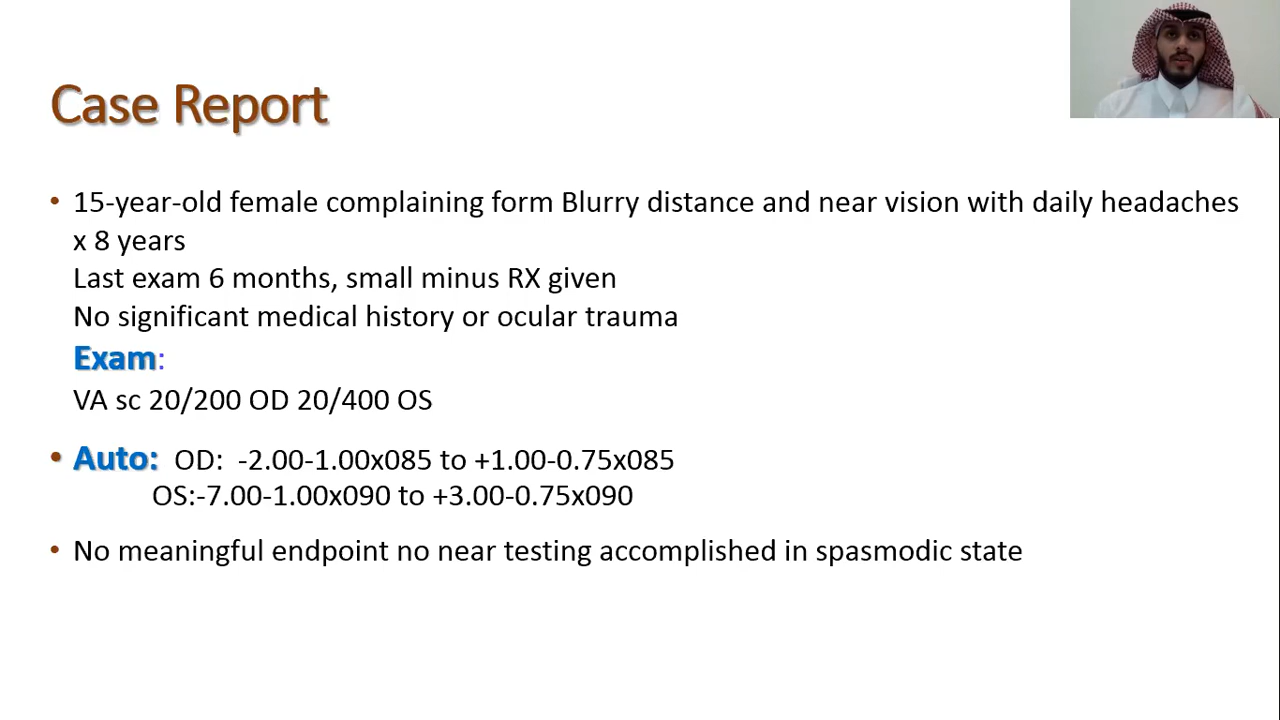 Case Report
• 15-year-old female complaining form Blurry distance and near vision with daily headaches
x 8 years
Last exam 6 months, small minus RX given
No significant medical history or ocular trauma
Exam:
VA sc 20/200 OD 20/400 OS
• Auto: OD: -2.00-1.00x085 to +1.00-0.75x085
OS:-7.00-1.00x090 to +3.00-0.75x090
• No meaningful endpoint no near testing accomplished in spasmodic state